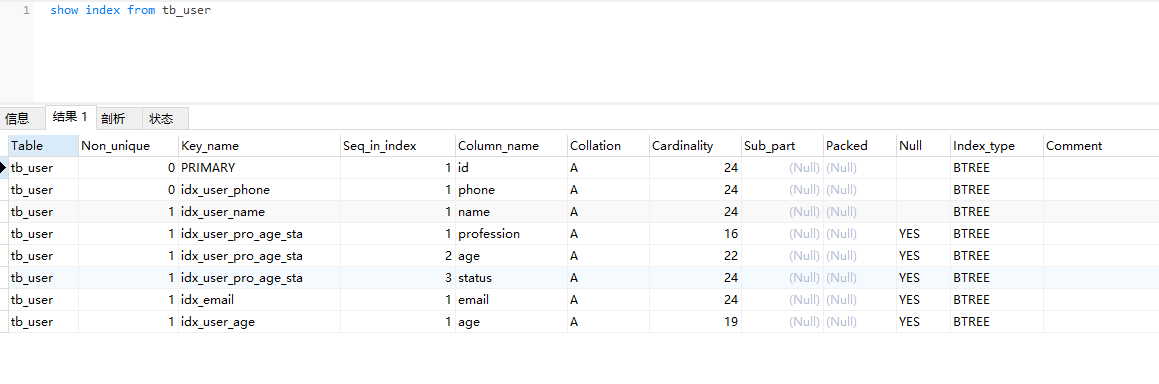 1 show index from tb_user
信息 结果 1 剖析 状态
Table Non_unique Key_name Seq_in_index Column_name Collation Cardinality Sub_part Packed Null Index_type Comment
tb_user 0 PRIMARY 1 id A 24 (Null) (Null) BTREE
tb_user 0 idx_user_phone 1 phone A 24 (Null) (Null) BTREE
tb_user 1 idx_user_name 1 name A 24 (Null) (Null) BTREE
tb_user 1 idx_user_pro_age_sta 1 profession A 16 (Null) (Null) YES BTREE
tb_user 1 idx_user_pro_age_sta 2 age A 22 (Null) (Null) YES BTREE
tb_user 1 idx_user_pro_age_sta 3 status A 24 (Null) (Null) YES BTREE
tb_user 1 idx_email 1 email A 24 (Null) (Null) YES BTREE
tb_user 1 idx_user_age 1 age A 19 (Null) (Null) YES BTREE